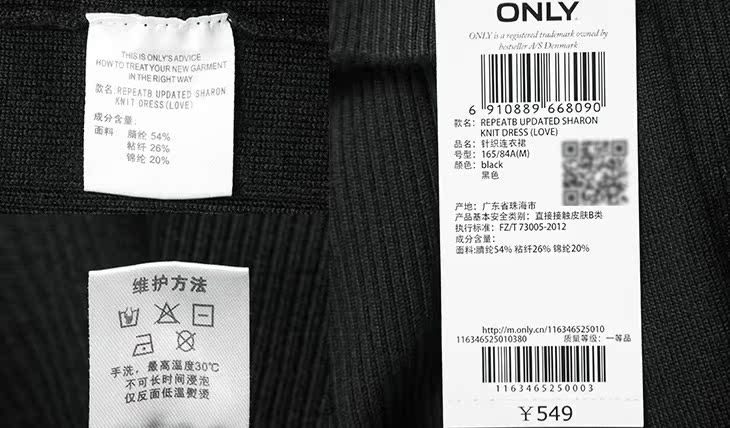 THIS IS ONLY'S ADVICE
HOW TO TREAT YOUR NEW GARMENT
IN THE RIGHT WAY
款名: REPEATB UPDATED SHARON
KNIT DRESS(LOVE)
成分含量:
面料 腈纶 54%
粘纤 26%
锦纶 20%
维护方法
手洗，最高温度30℃
不可长时间浸泡
仅反面低温熨烫
ONLY
ONLY is a registered trademark owned by
bestseller A/S Denmark
6 910889 668090
款名: REPEATB UPDATED SHARON
KNIT DRESS (LOVE)
品名: 针织连衣裙
号型: 165/84A(M)
颜色: black
黑色
产地: 广东省珠海市
产品基本安全类别: 直接接触皮肤B类
执行标准: FZ/T 73005-2012
成分含量:
面料:腈纶54% 粘纤26% 锦纶20%
http://m.only.cn/116346525010
116346525010380 质量等级: 一等品
1163465250003
￥549